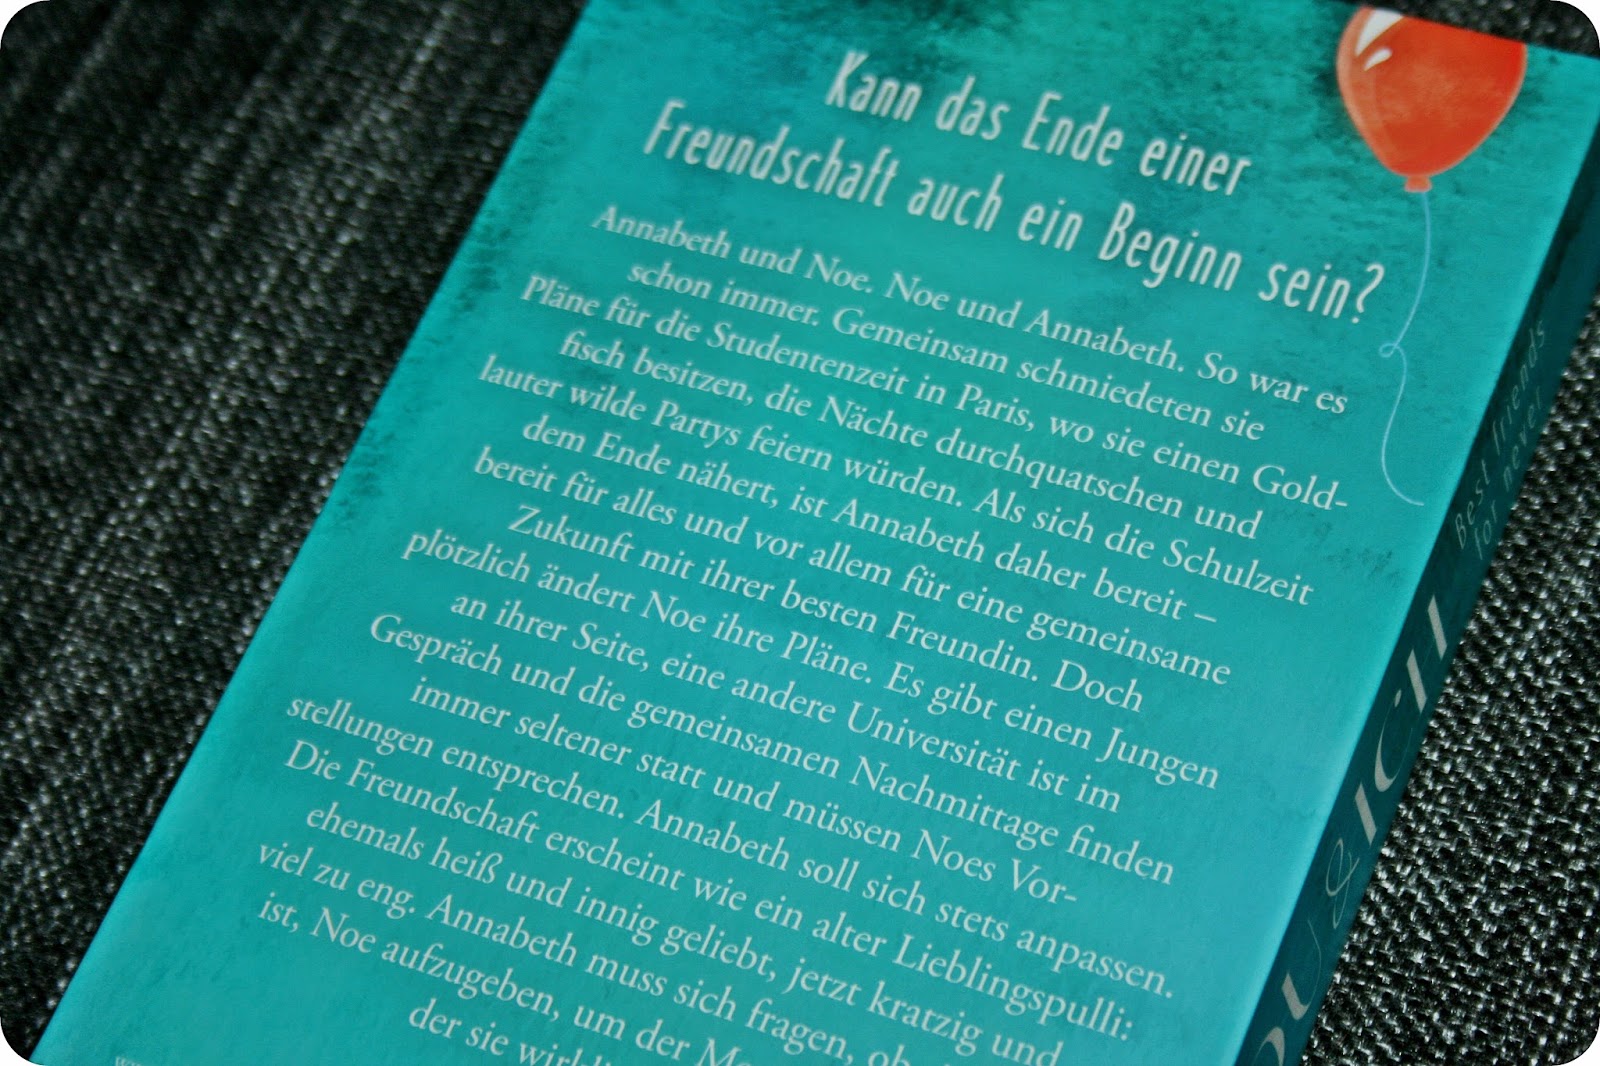 Kann das Ende einer
Freundschaft auch ein Beginn sein?
Annabeth und Noe. Noe und Annabeth. So war es
schon immer. Gemeinsam schmiedeten sie
Pläne für die Studentenzeit in Paris, wo sie einen Gold-
fisch besitzen, die Nächte durchquatschen und
lauter wilde Partys feiern würden. Als sich die Schulzeit
dem Ende nähert, ist Annabeth daher bereit –
bereit für alles und vor allem für eine gemeinsame
Zukunft mit ihrer besten Freundin. Doch
plötzlich ändert Noe ihre Pläne. Es gibt einen Jungen
an ihrer Seite, eine andere Universität ist im
Gespräch und die gemeinsamen Nachmittage finden
immer seltener statt und müssen Noes Vor-
stellungen entsprechen. Annabeth soll sich stets anpassen.
Die Freundschaft erscheint wie ein alter Lieblingspulli:
ehemals heiß und innig geliebt, jetzt kratzig und
viel zu eng. Annabeth muss sich fragen, ob
ist, Noe aufzugeben, um der
der sie
Best friends
for never
OU & ICH